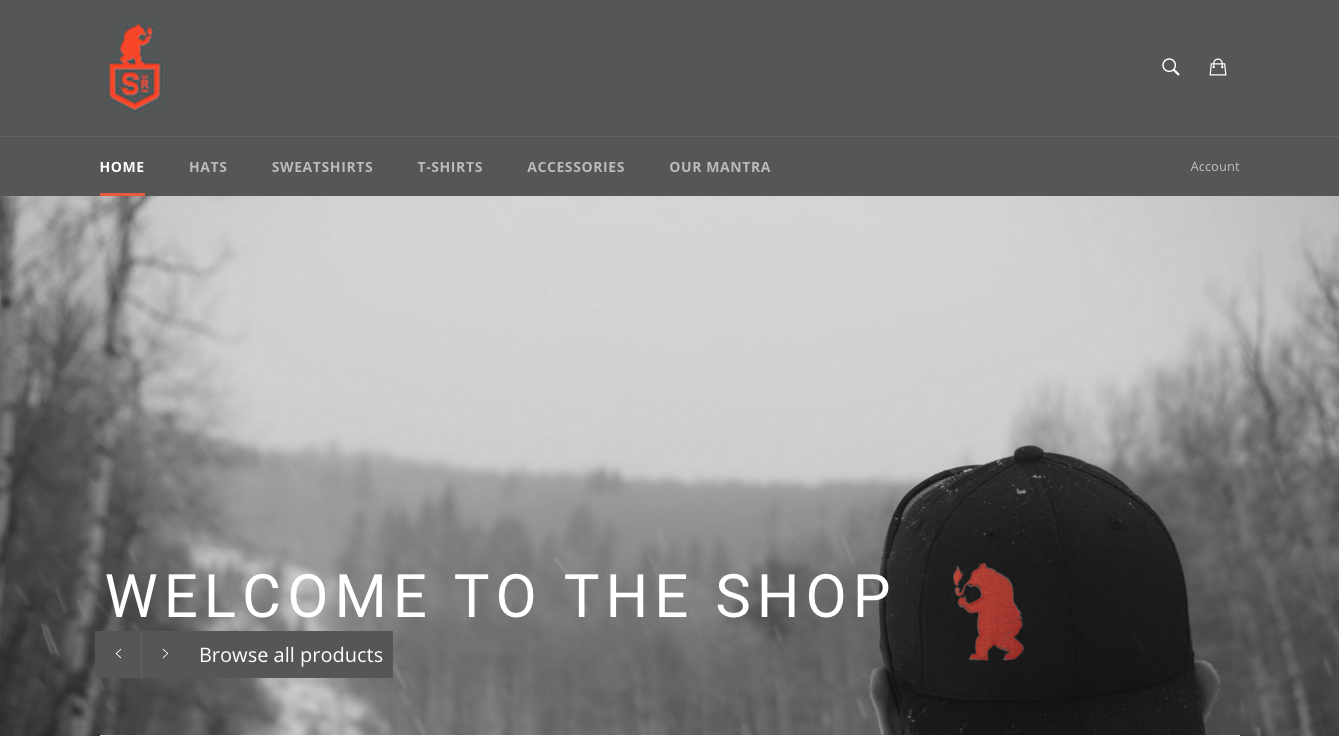 S
HOME HATS SWEATSHIRTS T-SHIRTS ACCESSORIES OUR MANTRA Account
WELCOME TO THE SHOP
Browse all products